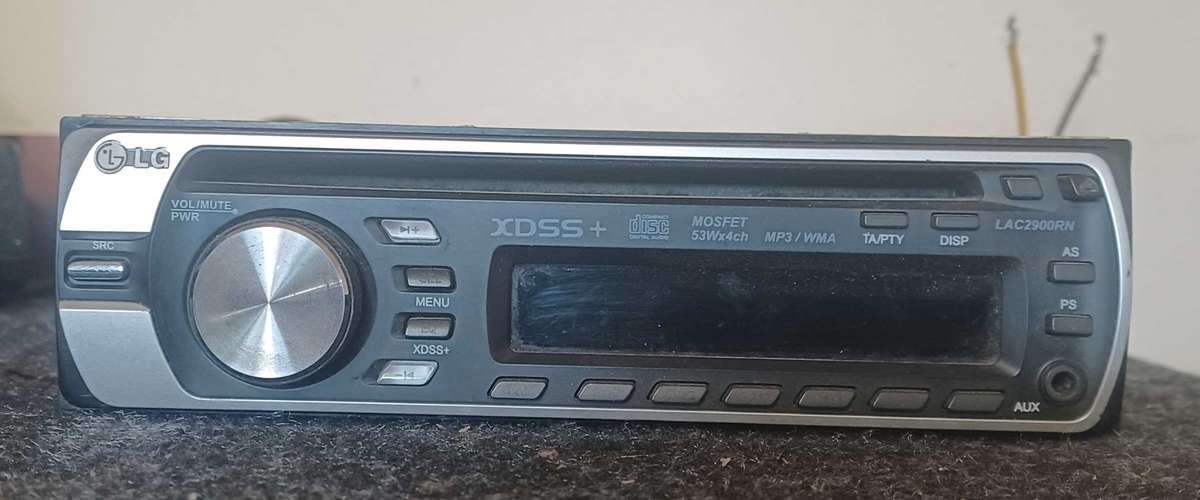 LG
VOL/MUTE
PWR
SRC
MENU
XDSS+
XDSS+
COMPACT
disc
DIGITAL AUDIO
MOSFET
53Wx4ch
MP3 / WMA
TA/PTY
DISP
LAC2900RN
AS
PS
AUX